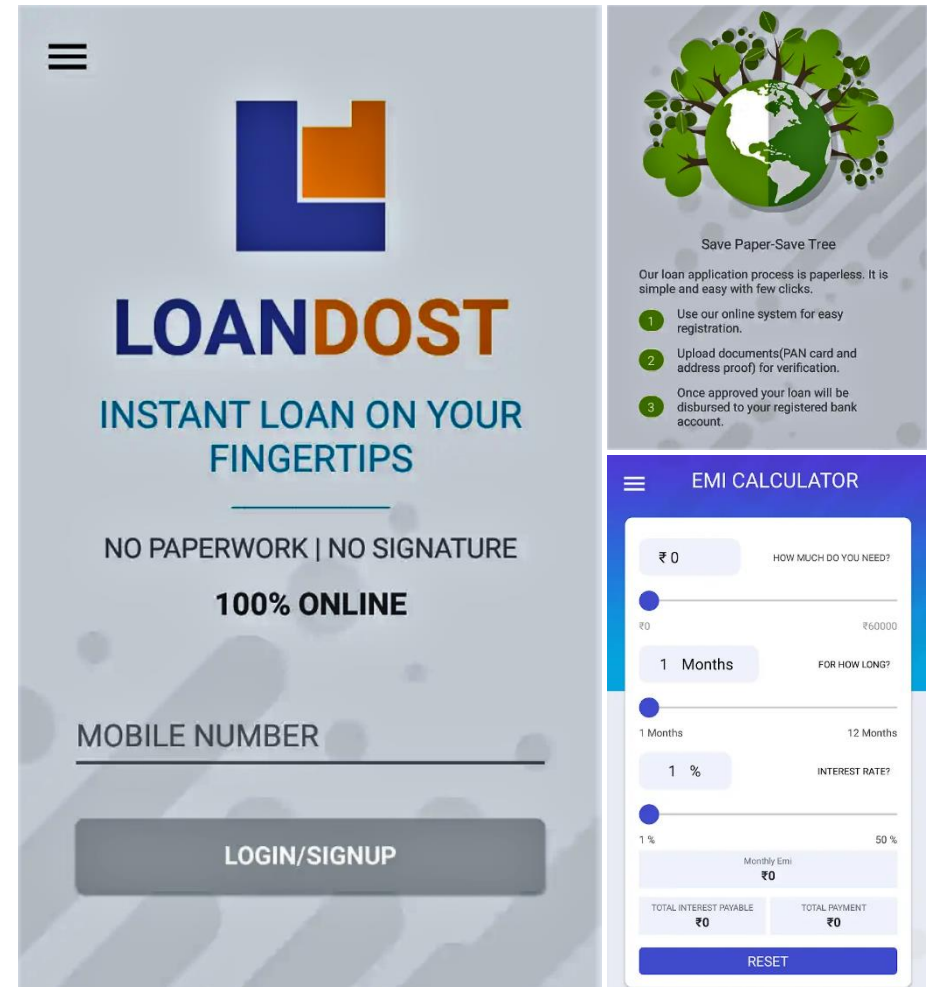 LOANDOST
INSTANT LOAN ON YOUR
FINGERTIPS
NO PAPERWORK | NO SIGNATURE
100% ONLINE
MOBILE NUMBER
LOGIN/SIGNUP
Save Paper-Save Tree
Our loan application process is paperless. It is
simple and easy with few clicks.
1 Use our online system for easy
registration.
2 Upload documents(PAN card and
address proof) for verification.
3 Once approved your loan will be
disbursed to your registered bank
account.
EMI CALCULATOR
₹ 0 HOW MUCH DO YOU NEED?
₹0 ₹60000
1 Months FOR HOW LONG?
1 Months 12 Months
1 % INTEREST RATE?
1 % 50 %
Monthly Emi
₹0
TOTAL INTEREST PAYABLE TOTAL PAYMENT
₹0 ₹0
RESET